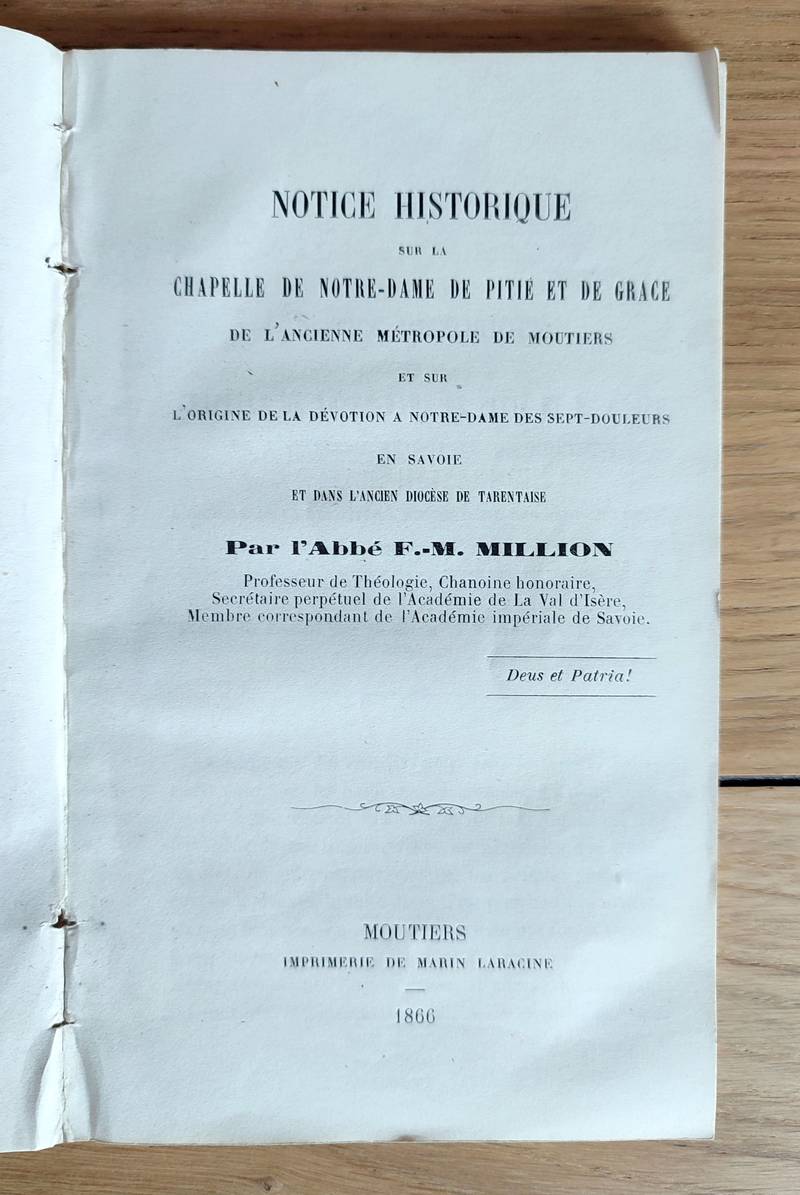 NOTICE HISTORIQUE
SUR LA
CHAPELLE DE NOTRE-DAME DE PITIÉ ET DE GRACE
DE L'ANCIENNE MÉTROPOLE DE MOUTIERS
ET SUR
L'ORIGINE DE LA DÉVOTION A NOTRE-DAME DES SEPT-DOULEURS
EN SAVOIE
ET DANS L'ANCIEN DIOCÈSE DE TARENTAISE
Par l'Abbé F.-M. MILLION
Professeur de Théologie, Chanoine honoraire,
Secrétaire perpétuel de l'Académie de La Val d'Isère,
Membre correspondant de l'Académie impériale de Savoie.
Deus et Patria!
MOUTIERS
IMPRIMERIE DE MARIN LARACINE
1866